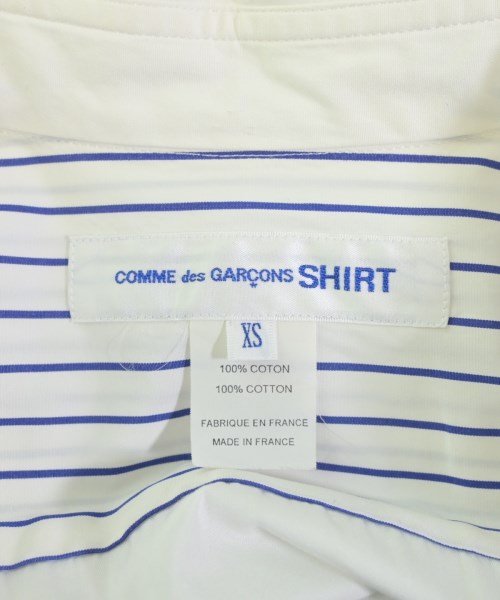 COMME des GARÇONS SHIRT
XS
100% COTON
100% COTTON
FABRIQUE EN FRANCE
MADE IN FRANCE